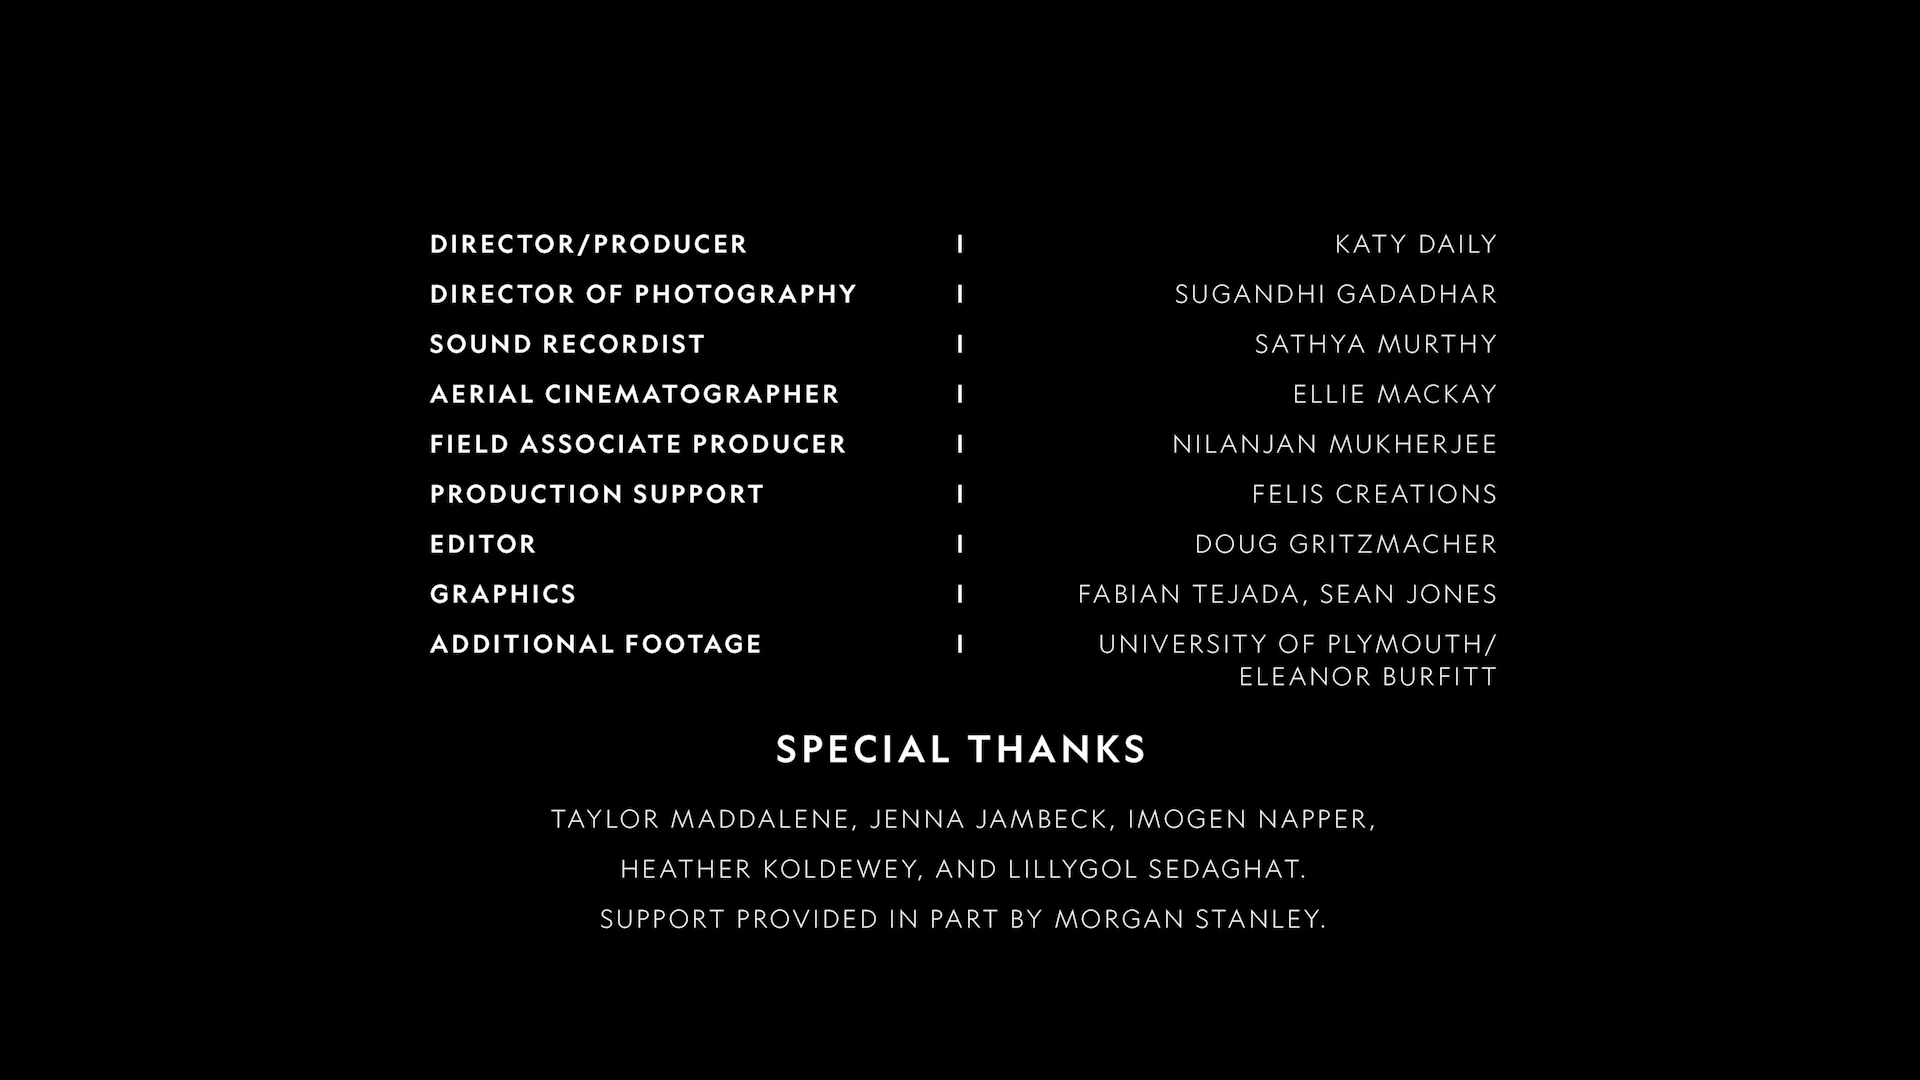 DIRECTOR/PRODUCER | KATY DAILY
DIRECTOR OF PHOTOGRAPHY | SUGANDHI GADADHAR
SOUND RECORDIST | SATHYA MURTHY
AERIAL CINEMATOGRAPHER | ELLIE MACKAY
FIELD ASSOCIATE PRODUCER | NILANJAN MUKHERJEE
PRODUCTION SUPPORT | FELIS CREATIONS
EDITOR | DOUG GRITZMACHER
GRAPHICS | FABIAN TEJADA, SEAN JONES
ADDITIONAL FOOTAGE | UNIVERSITY OF PLYMOUTH/
ELEANOR BURFITT
SPECIAL THANKS
TAYLOR MADDALENE, JENNA JAMBECK, IMOGEN NAPPER,
HEATHER KOLDEWEY, AND LILLYGOL SEDAGHAT.
SUPPORT PROVIDED IN PART BY MORGAN STANLEY.